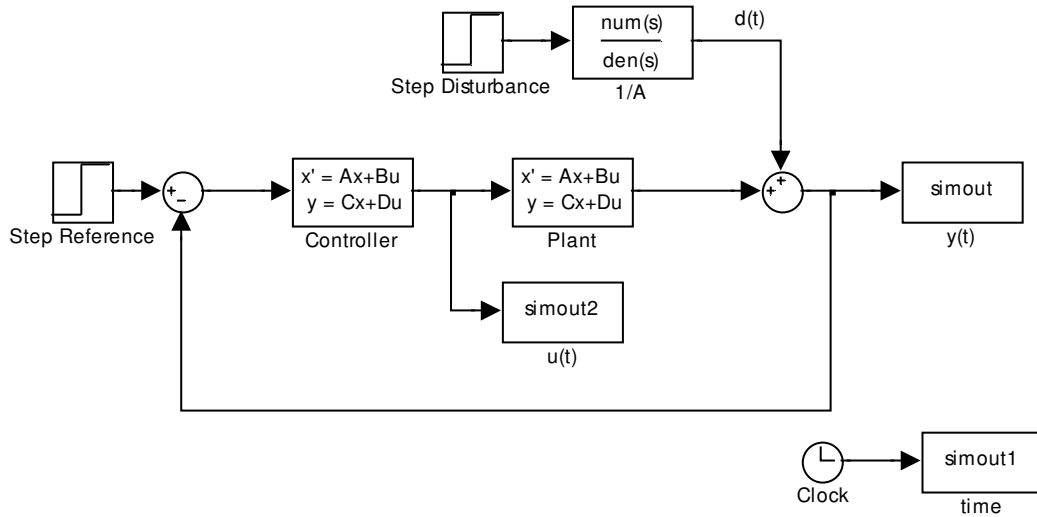 num(s)
den(s)
1/A
d(t)
Step Disturbance
Step Reference
+
−
x' = Ax+Bu
y = Cx+Du
Controller
x' = Ax+Bu
y = Cx+Du
Plant
+
+
simout
y(t)
simout2
u(t)
Clock
simout1
time